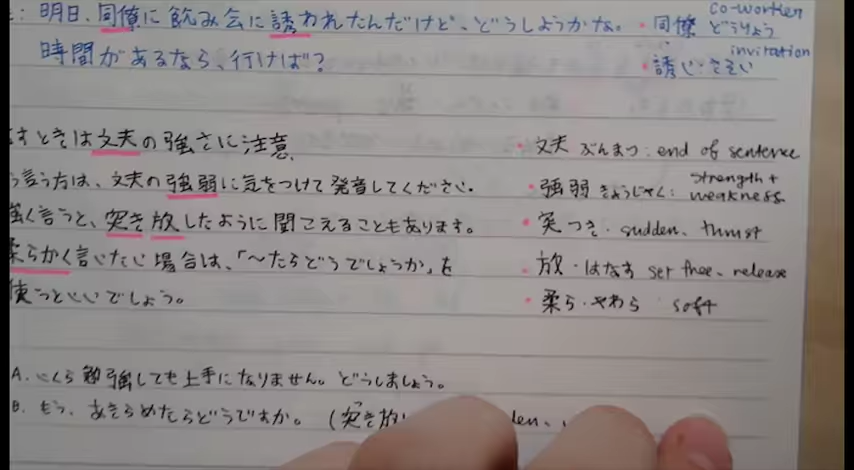 : 明日、同僚に飲み会に誘われたんだけど、どうしようかな。 ・同僚 どうりょう co-worker
時間があるなら、行けば? ・誘い:さそい invitation
すときは文夫の強さに注意、 ・文夫 ぶんまつ: end of sentence
う言う方は、文夫の強弱に気をつけて発音してください。 ・強弱 きょうじゃく: strength + weakness
強く言うと、突き放したように聞こえることもあります。 ・突つき・sudden、thrust
柔らかく言いたい場合は、「〜たらどうでしょうか」を ・放・はなす set free、release
使うといいでしょう。 ・柔ら・やわら soft
A. いくら勉強しても上手になりません。どうしましょう。
B. もう、あきらめたらどうですか。(突き放